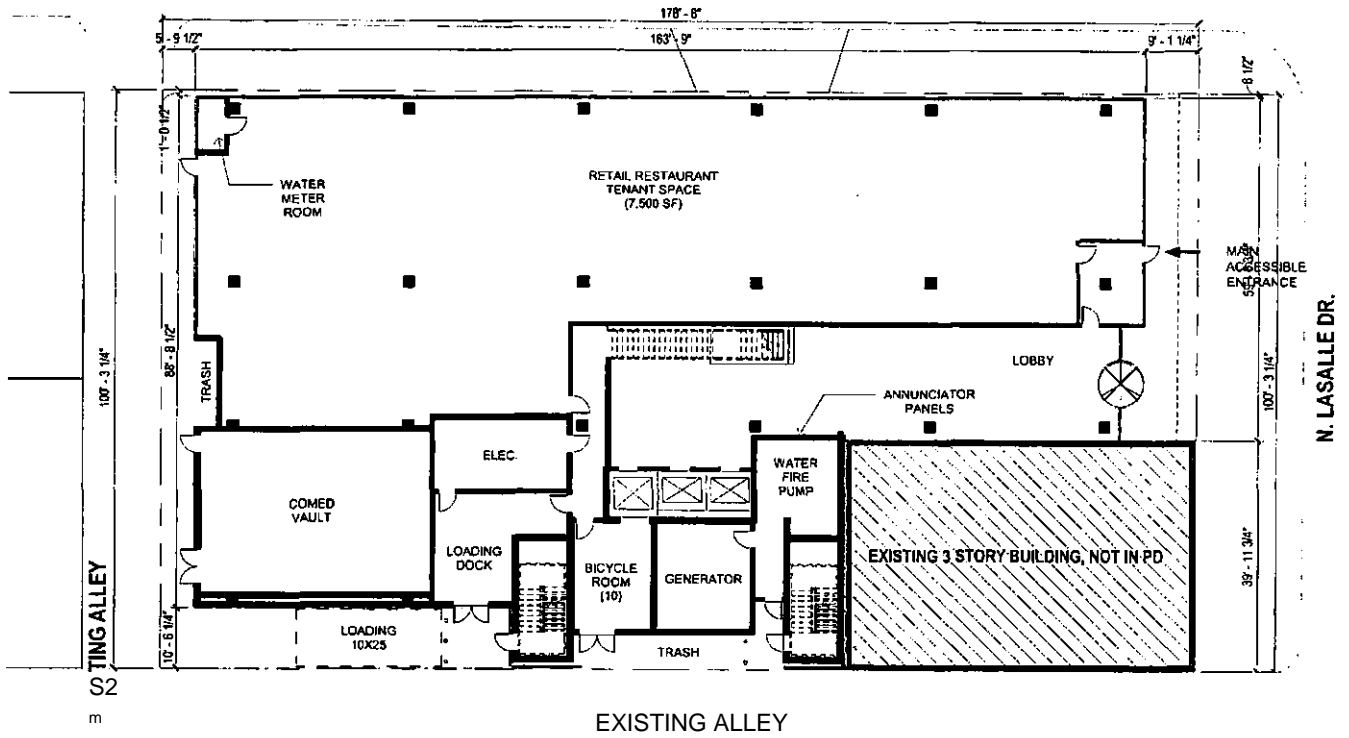 178' - 6"
5' - 9 1/2"
163' - 9"
9' - 1 1/4"
8 1/2"
1' - 0 1/2"
WATER
METER
ROOM
RETAIL RESTAURANT
TENANT SPACE
(7,500 SF)
MAIN
ACCESSIBLE
ENTRANCE
N. LASALLE DR.
100' - 3 1/4"
88' - 8 1/2"
TRASH
LOBBY
100' - 3 1/4"
ANNUNCIATOR
PANELS
ELEC.
WATER
FIRE
PUMP
COMED
VAULT
LOADING
DOCK
BICYCLE
ROOM
(10)
GENERATOR
EXISTING 3 STORY BUILDING, NOT IN PD
39' - 11 3/4"
10' - 6 1/4"
LOADING
10X25
TRASH
TING ALLEY
S2
m
EXISTING ALLEY